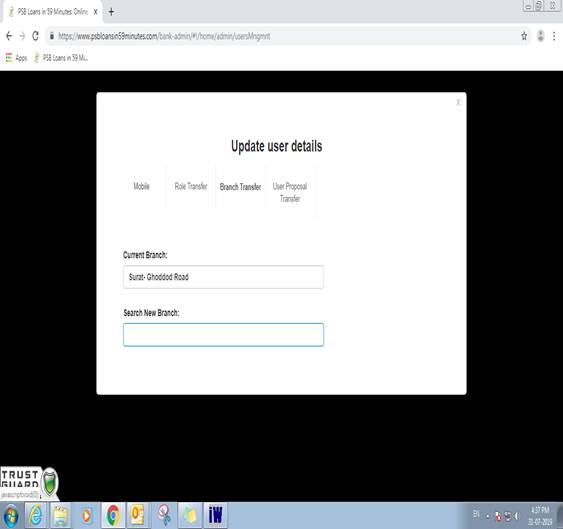 PSB Loans in 59 Minutes: Online
https://www.psbloansin59minutes.com/bank-admin/#!/home/admin/usersMngmnt
Apps PSB Loans in 59 Mi...
X
Update user details
Mobile
Role Transfer
Branch Transfer
User Proposal
Transfer
Current Branch:
Surat- Ghoddod Road
Search New Branch:
TRUST
GUARD
javascript:void(0);
EN
4:37 PM
31-07-2019